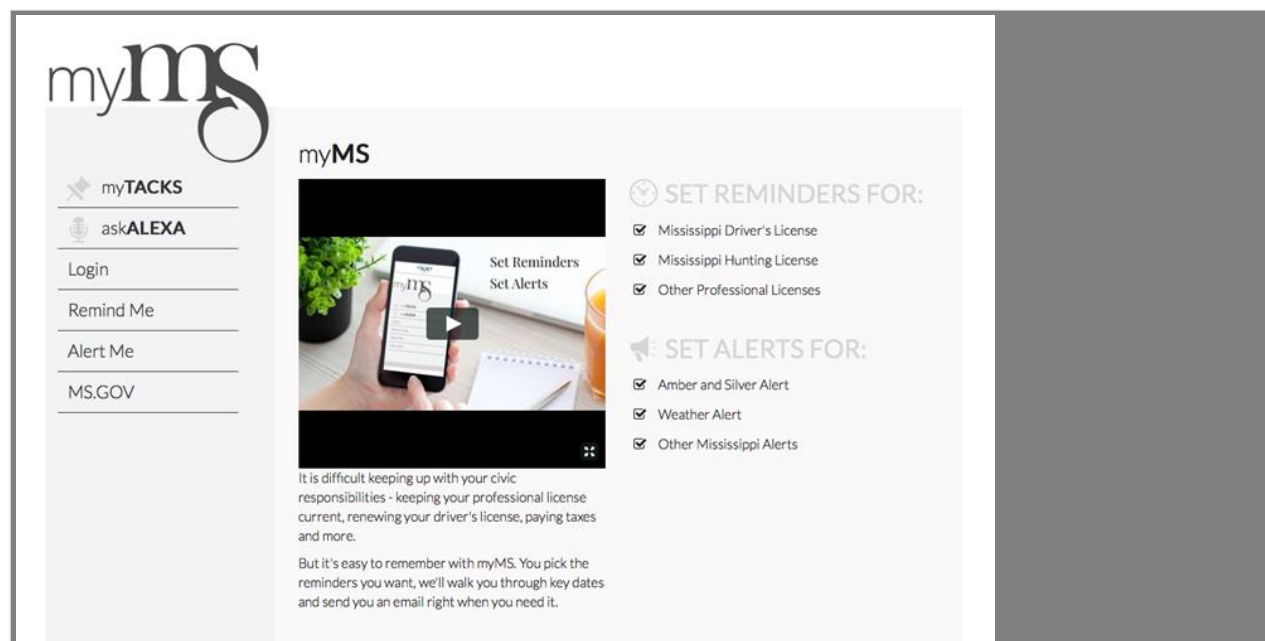 myms
myTACKS
askALEXA
Login
Remind Me
Alert Me
MS.GOV
myMS
Set Reminders
Set Alerts
It is difficult keeping up with your civic
responsibilities - keeping your professional license
current, renewing your driver's license, paying taxes
and more.
But it's easy to remember with myMS. You pick the
reminders you want, we'll walk you through key dates
and send you an email right when you need it.
SET REMINDERS FOR:
Mississippi Driver's License
Mississippi Hunting License
Other Professional Licenses
SET ALERTS FOR:
Amber and Silver Alert
Weather Alert
Other Mississippi Alerts